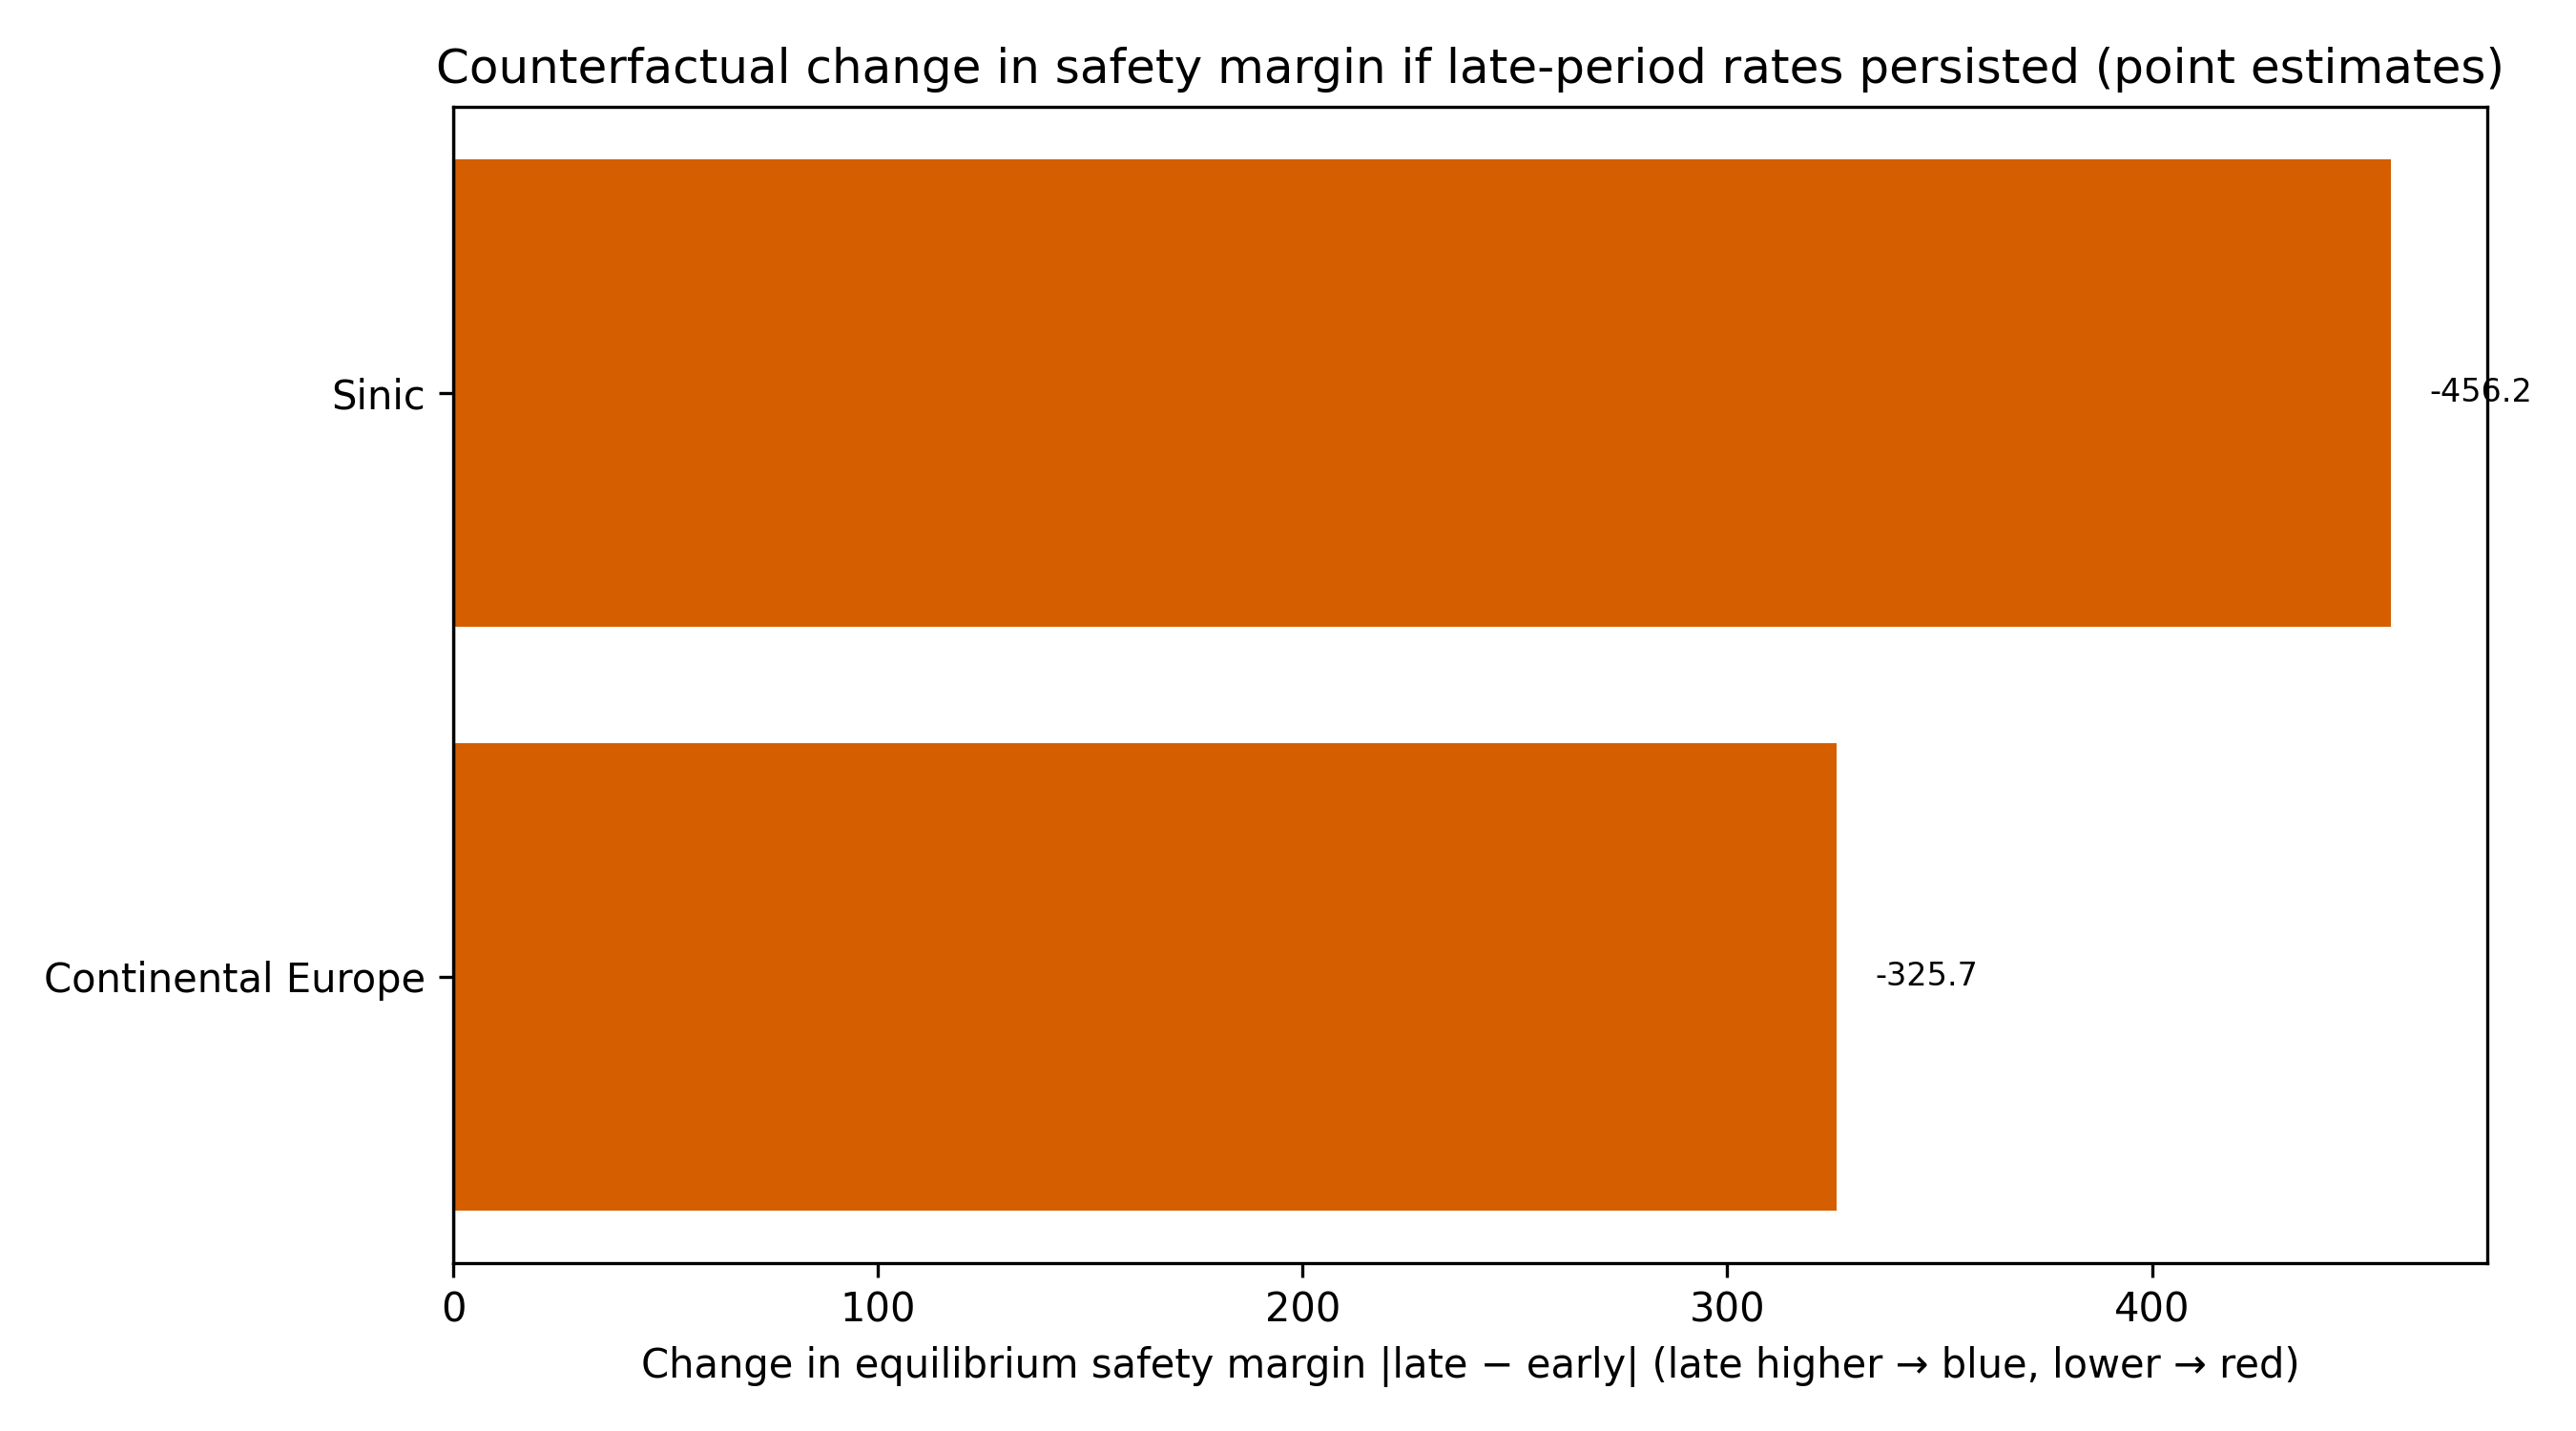 Counterfactual change in safety margin if late-period rates persisted (point estimates)
Sinic
-456.2
Continental Europe
-325.7
0 100 200 300 400
Change in equilibrium safety margin |late − early| (late higher → blue, lower → red)